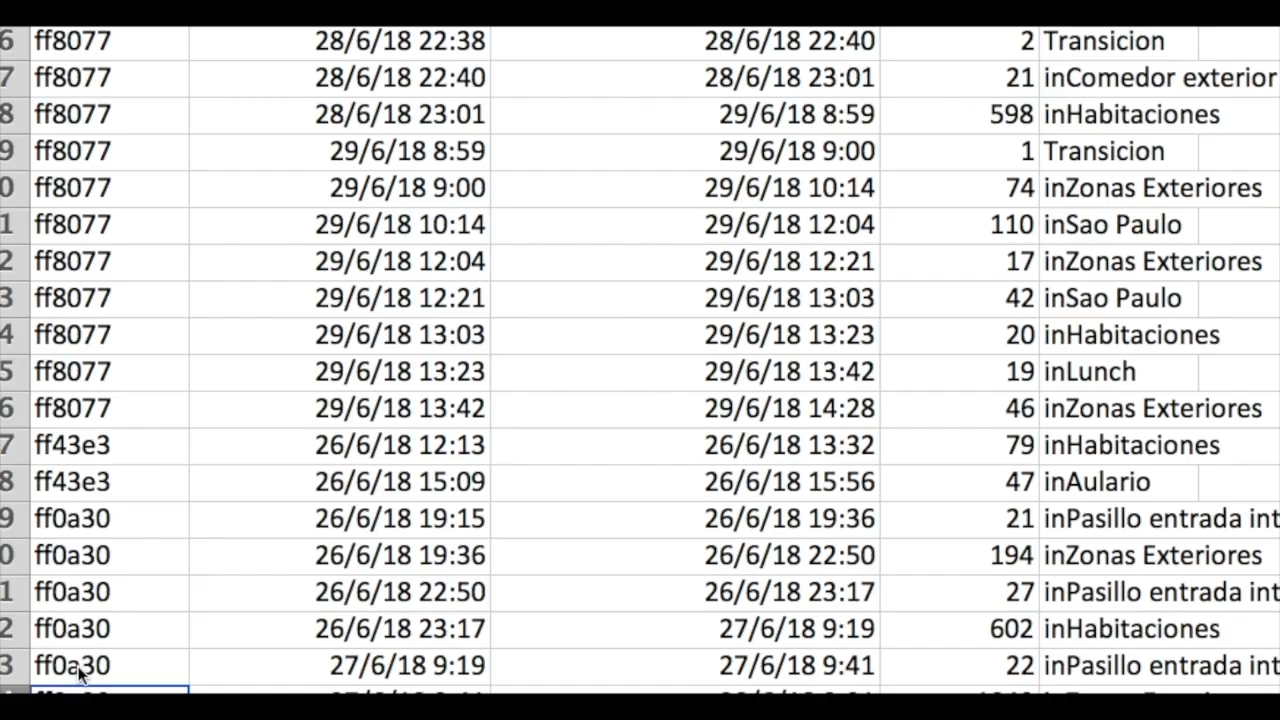 6 ff8077 28/6/18 22:38 28/6/18 22:40 2 Transicion
7 ff8077 28/6/18 22:40 28/6/18 23:01 21 inComedor exterior
8 ff8077 28/6/18 23:01 29/6/18 8:59 598 inHabitaciones
9 ff8077 29/6/18 8:59 29/6/18 9:00 1 Transicion
0 ff8077 29/6/18 9:00 29/6/18 10:14 74 inZonas Exteriores
1 ff8077 29/6/18 10:14 29/6/18 12:04 110 inSao Paulo
2 ff8077 29/6/18 12:04 29/6/18 12:21 17 inZonas Exteriores
3 ff8077 29/6/18 12:21 29/6/18 13:03 42 inSao Paulo
4 ff8077 29/6/18 13:03 29/6/18 13:23 20 inHabitaciones
5 ff8077 29/6/18 13:23 29/6/18 13:42 19 inLunch
6 ff8077 29/6/18 13:42 29/6/18 14:28 46 inZonas Exteriores
7 ff43e3 26/6/18 12:13 26/6/18 13:32 79 inHabitaciones
8 ff43e3 26/6/18 15:09 26/6/18 15:56 47 inAulario
9 ff0a30 26/6/18 19:15 26/6/18 19:36 21 inPasillo entrada int
0 ff0a30 26/6/18 19:36 26/6/18 22:50 194 inZonas Exteriores
1 ff0a30 26/6/18 22:50 26/6/18 23:17 27 inPasillo entrada int
2 ff0a30 26/6/18 23:17 27/6/18 9:19 602 inHabitaciones
3 ff0a30 27/6/18 9:19 27/6/18 9:41 22 inPasillo entrada int